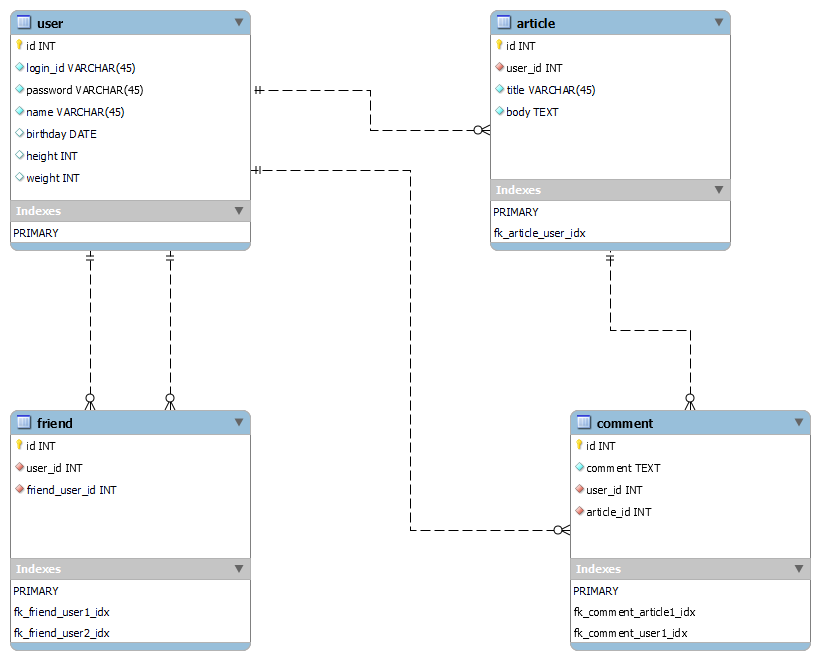 user
id INT
login_id VARCHAR(45)
password VARCHAR(45)
name VARCHAR(45)
birthday DATE
height INT
weight INT
Indexes
PRIMARY
article
id INT
user_id INT
title VARCHAR(45)
body TEXT
Indexes
PRIMARY
fk_article_user_idx
friend
id INT
user_id INT
friend_user_id INT
Indexes
PRIMARY
fk_friend_user1_idx
fk_friend_user2_idx
comment
id INT
comment TEXT
user_id INT
article_id INT
Indexes
PRIMARY
fk_comment_article1_idx
fk_comment_user1_idx